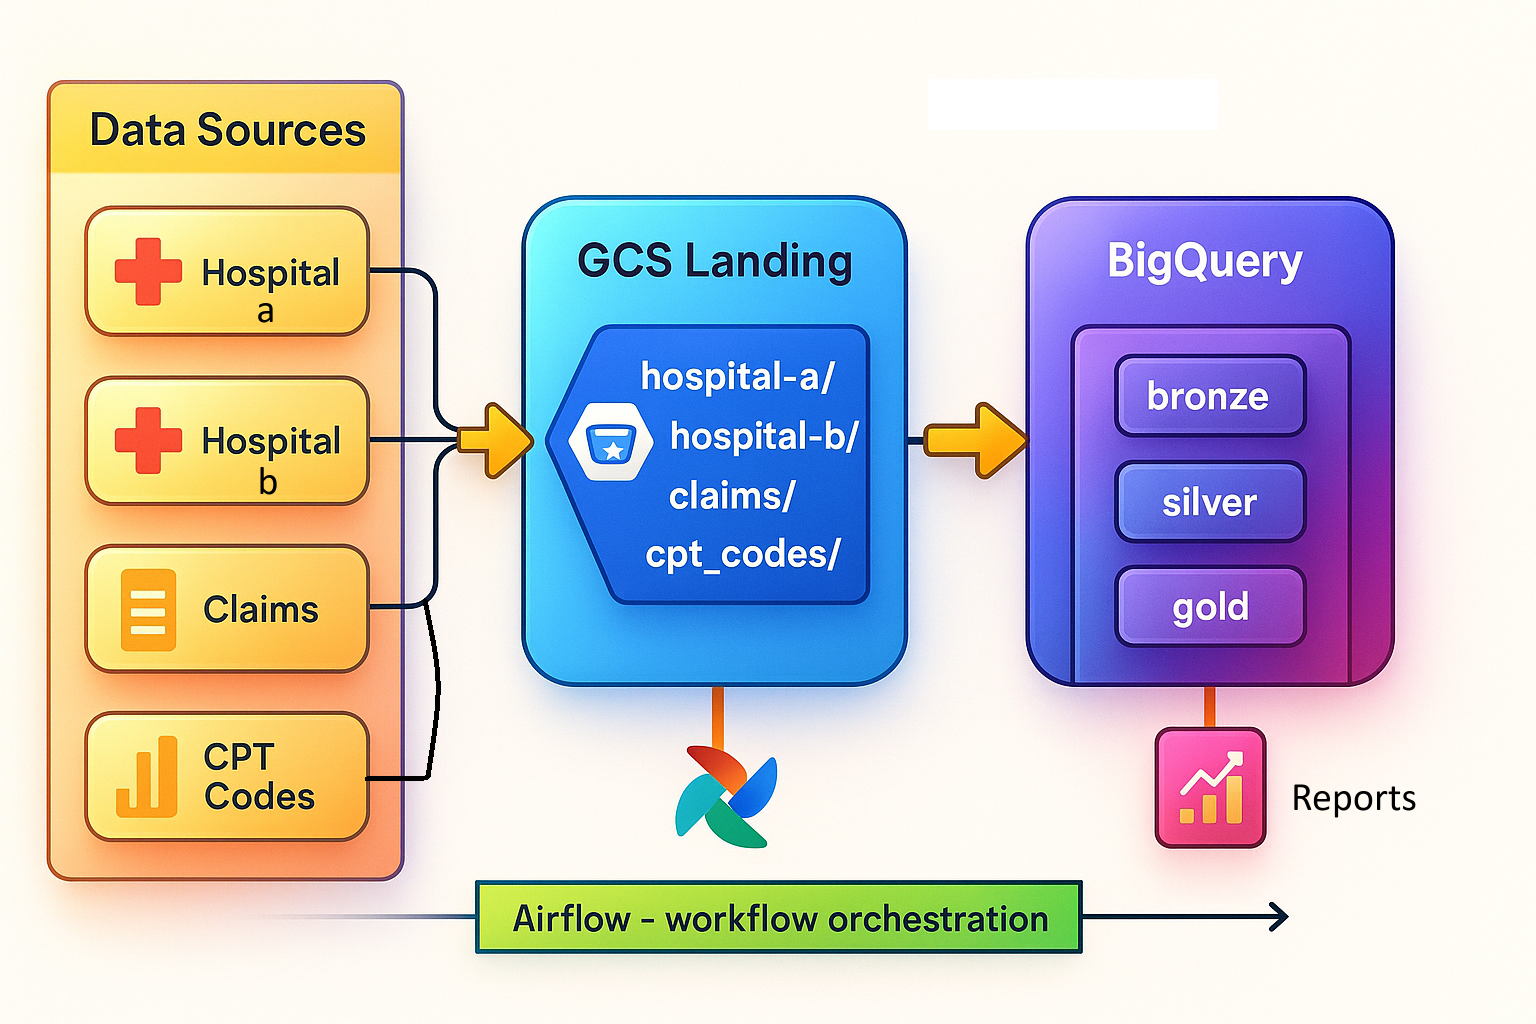 Data Sources
Hospital
a
Hospital
b
Claims
CPT
Codes
GCS Landing
hospital-a/
hospital-b/
claims/
cpt_codes/
BigQuery
bronze
silver
gold
Reports
Airflow - workflow orchestration